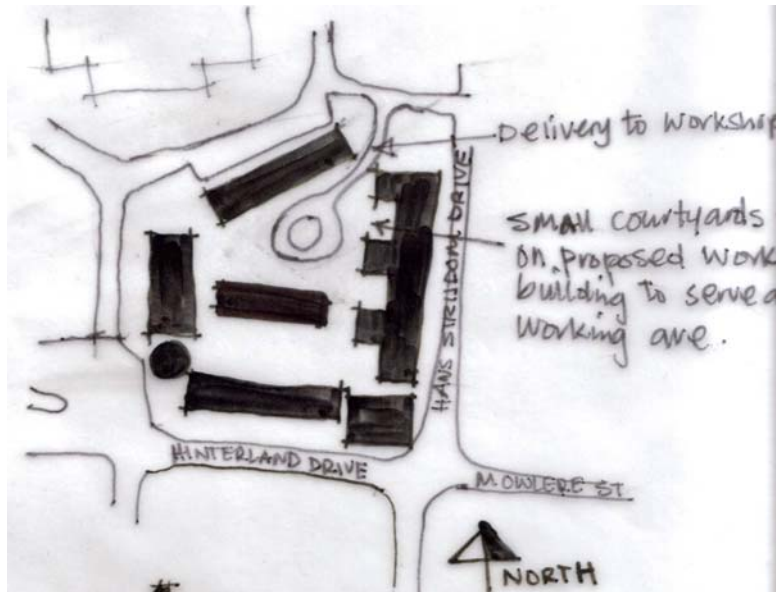 Delivery to Workshop
Small courtyards
on proposed work
building to serve a
working are.
HANS STRIJDOM DRIVE
HINTERLAND DRIVE
M. OWLERE ST
NORTH